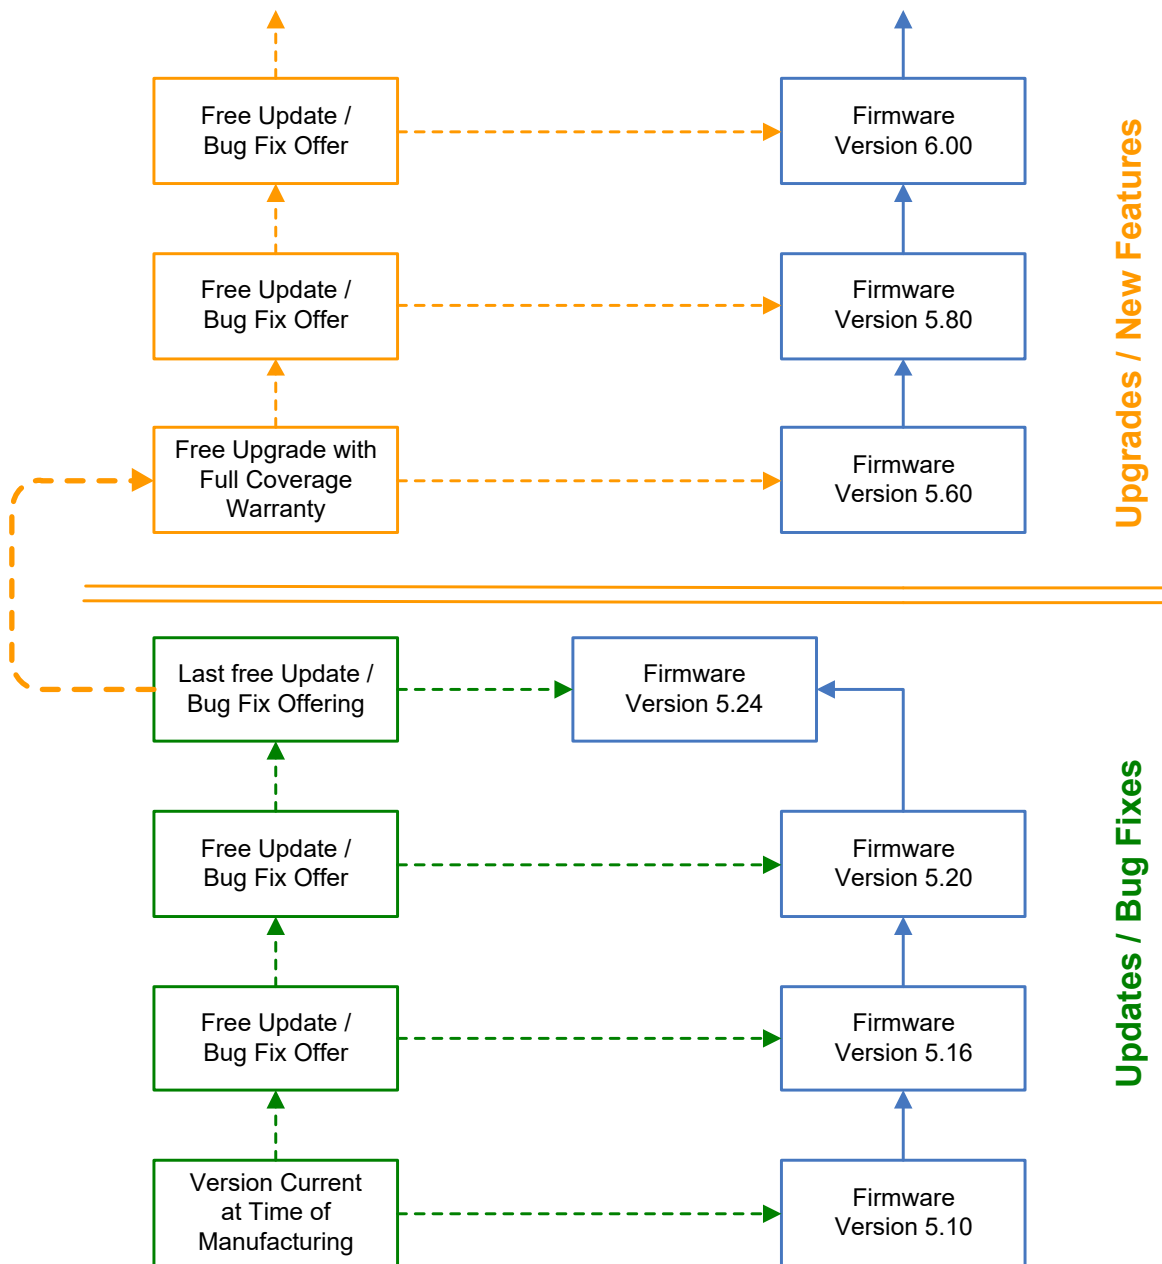 Free Update /
Bug Fix Offer
Firmware
Version 6.00
Free Update /
Bug Fix Offer
Firmware
Version 5.80
Free Upgrade with
Full Coverage
Warranty
Firmware
Version 5.60
Upgrades / New Features
Last free Update /
Bug Fix Offering
Firmware
Version 5.24
Free Update /
Bug Fix Offer
Firmware
Version 5.20
Free Update /
Bug Fix Offer
Firmware
Version 5.16
Version Current
at Time of
Manufacturing
Firmware
Version 5.10
Updates / Bug Fixes